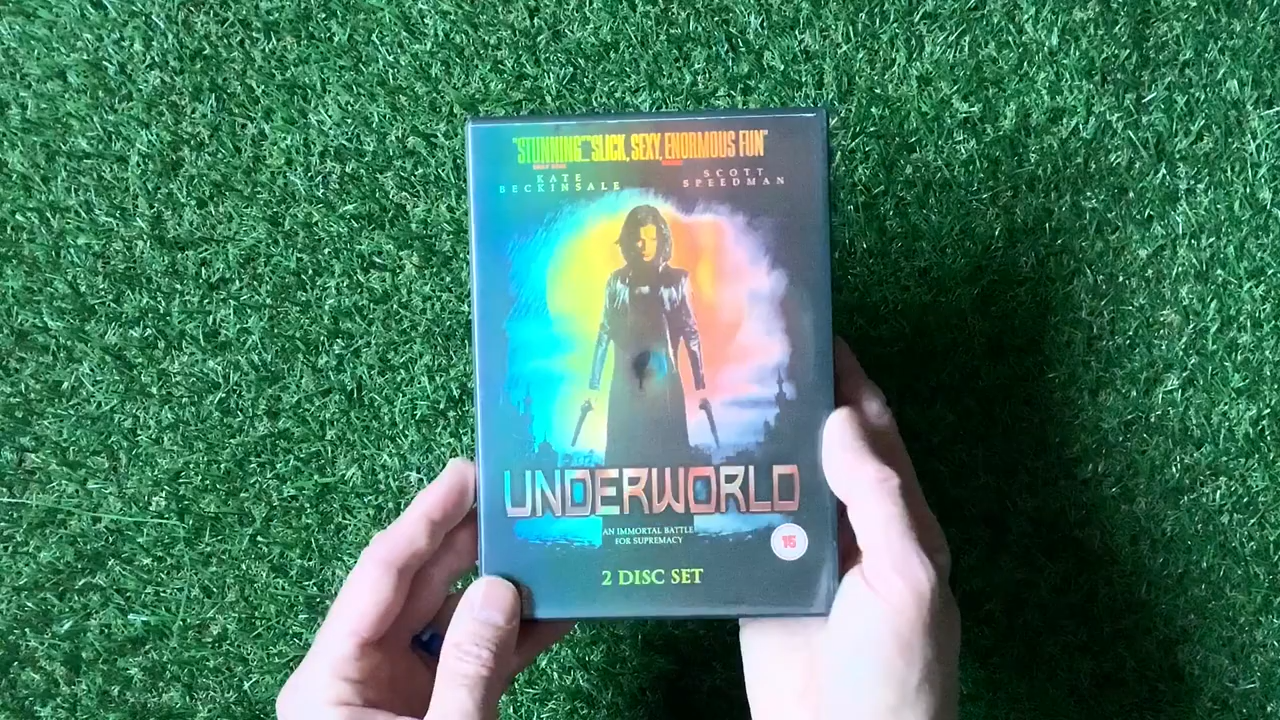 "STUNNING... SLICK, SEXY, ENORMOUS FUN"
KATE
BECKINSALE
SCOTT
SPEEDMAN
UNDERWORLD
AN IMMORTAL BATTLE
FOR SUPREMACY
15
2 DISC SET